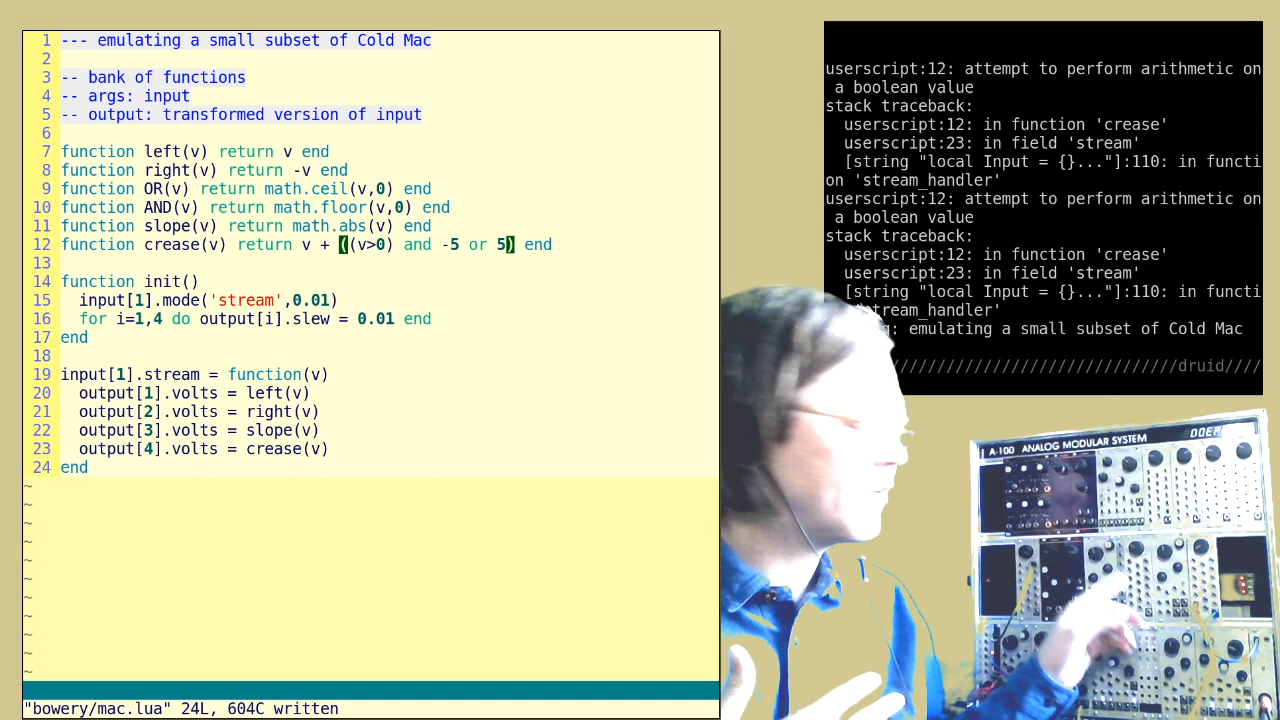 1 --- emulating a small subset of Cold Mac
2
3 -- bank of functions
4 -- args: input
5 -- output: transformed version of input
6
7 function left(v) return v end
8 function right(v) return -v end
9 function OR(v) return math.ceil(v,0) end
10 function AND(v) return math.floor(v,0) end
11 function slope(v) return math.abs(v) end
12 function crease(v) return v + ((v>0) and -5 or 5) end
13
14 function init()
15   input[1].mode('stream',0.01)
16   for i=1,4 do output[i].slew = 0.01 end
17 end
18
19 input[1].stream = function(v)
20   output[1].volts = left(v)
21   output[2].volts = right(v)
22   output[3].volts = slope(v)
23   output[4].volts = crease(v)
24 end
~
~
~
~
~
~
~
~
~
~
~
"bowery/mac.lua" 24L, 604C written
userscript:12: attempt to perform arithmetic on
 a boolean value
stack traceback:
  userscript:12: in function 'crease'
  userscript:23: in field 'stream'
  [string "local Input = {}..."]:110: in functi
on 'stream_handler'
userscript:12: attempt to perform arithmetic on
 a boolean value
stack traceback:
  userscript:12: in function 'crease'
  userscript:23: in field 'stream'
  [string "local Input = {}..."]:110: in functi
tream_handler'
: emulating a small subset of Cold Mac
////////////////////////////////druid////
A-100 ANALOG MODULAR SYSTEM